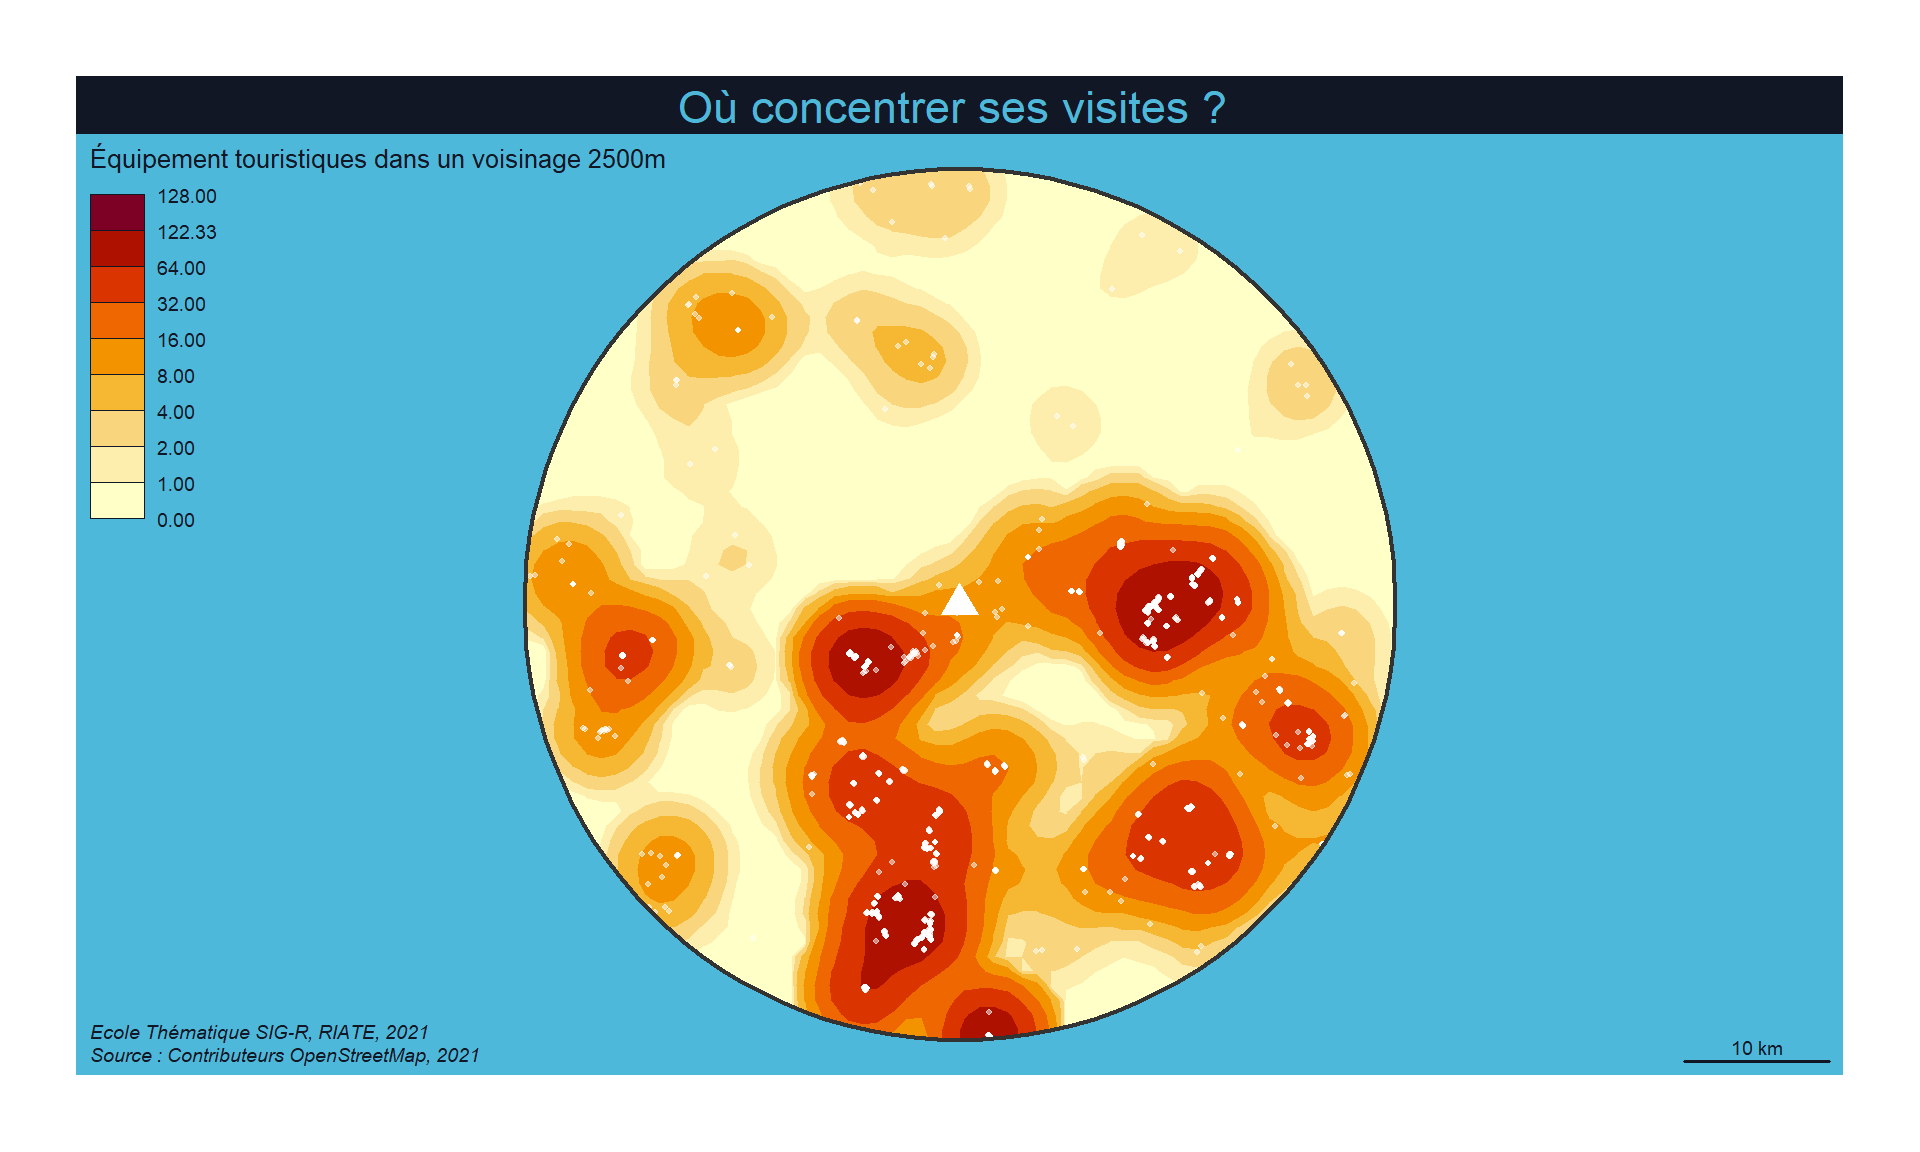 Où concentrer ses visites ?
Équipement touristiques dans un voisinage 2500m
128.00
122.33
64.00
32.00
16.00
8.00
4.00
2.00
1.00
0.00
Ecole Thématique SIG-R, RIATE, 2021
Source : Contributeurs OpenStreetMap, 2021
10 km